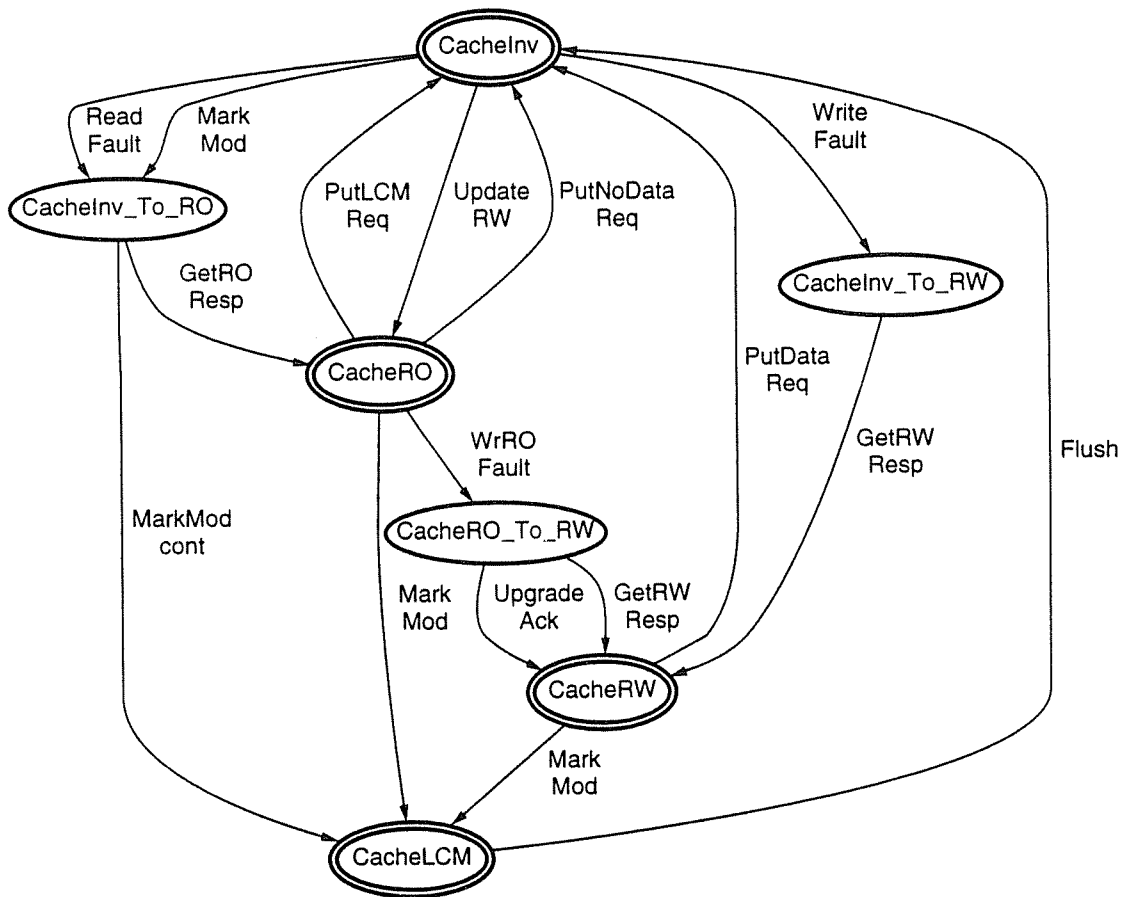 CacheInv
Read
Fault
Mark
Mod
Write
Fault
CacheInv_To_RO
PutLCM
Req
Update
RW
PutNoData
Req
GetRO
Resp
CacheInv_To_RW
CacheRO
PutData
Req
WrRO
Fault
GetRW
Resp
Flush
MarkMod
cont
CacheRO_To_RW
Mark
Mod
Upgrade
Ack
GetRW
Resp
CacheRW
Mark
Mod
CacheLCM